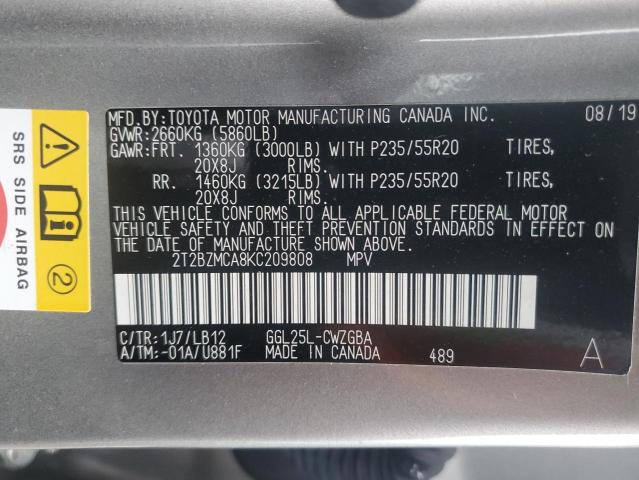 MFD.BY:TOYOTA MOTOR MANUFACTURING CANADA INC. 08/19
GVWR:2660KG (5860LB)
GAWR:FRT. 1360KG (3000LB) WITH P235/55R20 TIRES,
20X8J RIMS.
RR. 1460KG (3215LB) WITH P235/55R20 TIRES,
20X8J RIMS.
THIS VEHICLE CONFORMS TO ALL APPLICABLE FEDERAL MOTOR
VEHICLE SAFETY AND THEFT PREVENTION STANDARDS IN EFFECT ON
THE DATE OF MANUFACTURE SHOWN ABOVE.
2T2BZMCA8KC209808 MPV
C/TR:1J7/LB12 GGL25L-CWZGBA
A/TM:-01A/U881F MADE IN CANADA 489 A
SRS SIDE AIRBAG
2